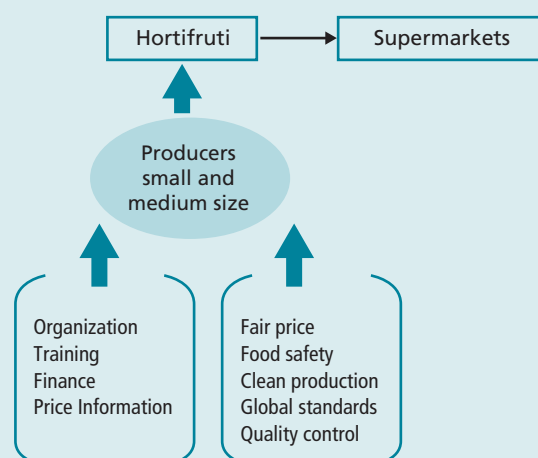 Hortifruti
Supermarkets
Producers
small and
medium size
Organization
Training
Finance
Price Information
Fair price
Food safety
Clean production
Global standards
Quality control